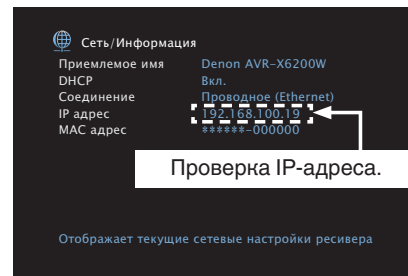 Сеть/Информация
Приемлемое имя Denon AVR-X6200W
DHCP Вкл.
Соединение Проводное (Ethernet)
IP адрес 192.168.100.19
MAC адрес ******-000000
Проверка IP-адреса.
Отображает текущие сетевые настройки ресивера